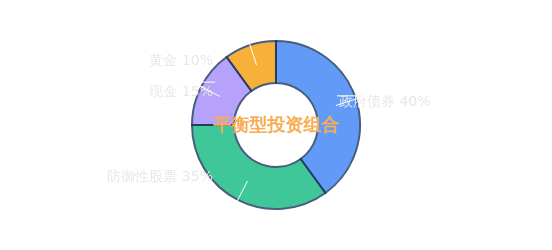 黄金 10%
现金 15%
政府债券 40%
平衡型投资组合
防御性股票 35%